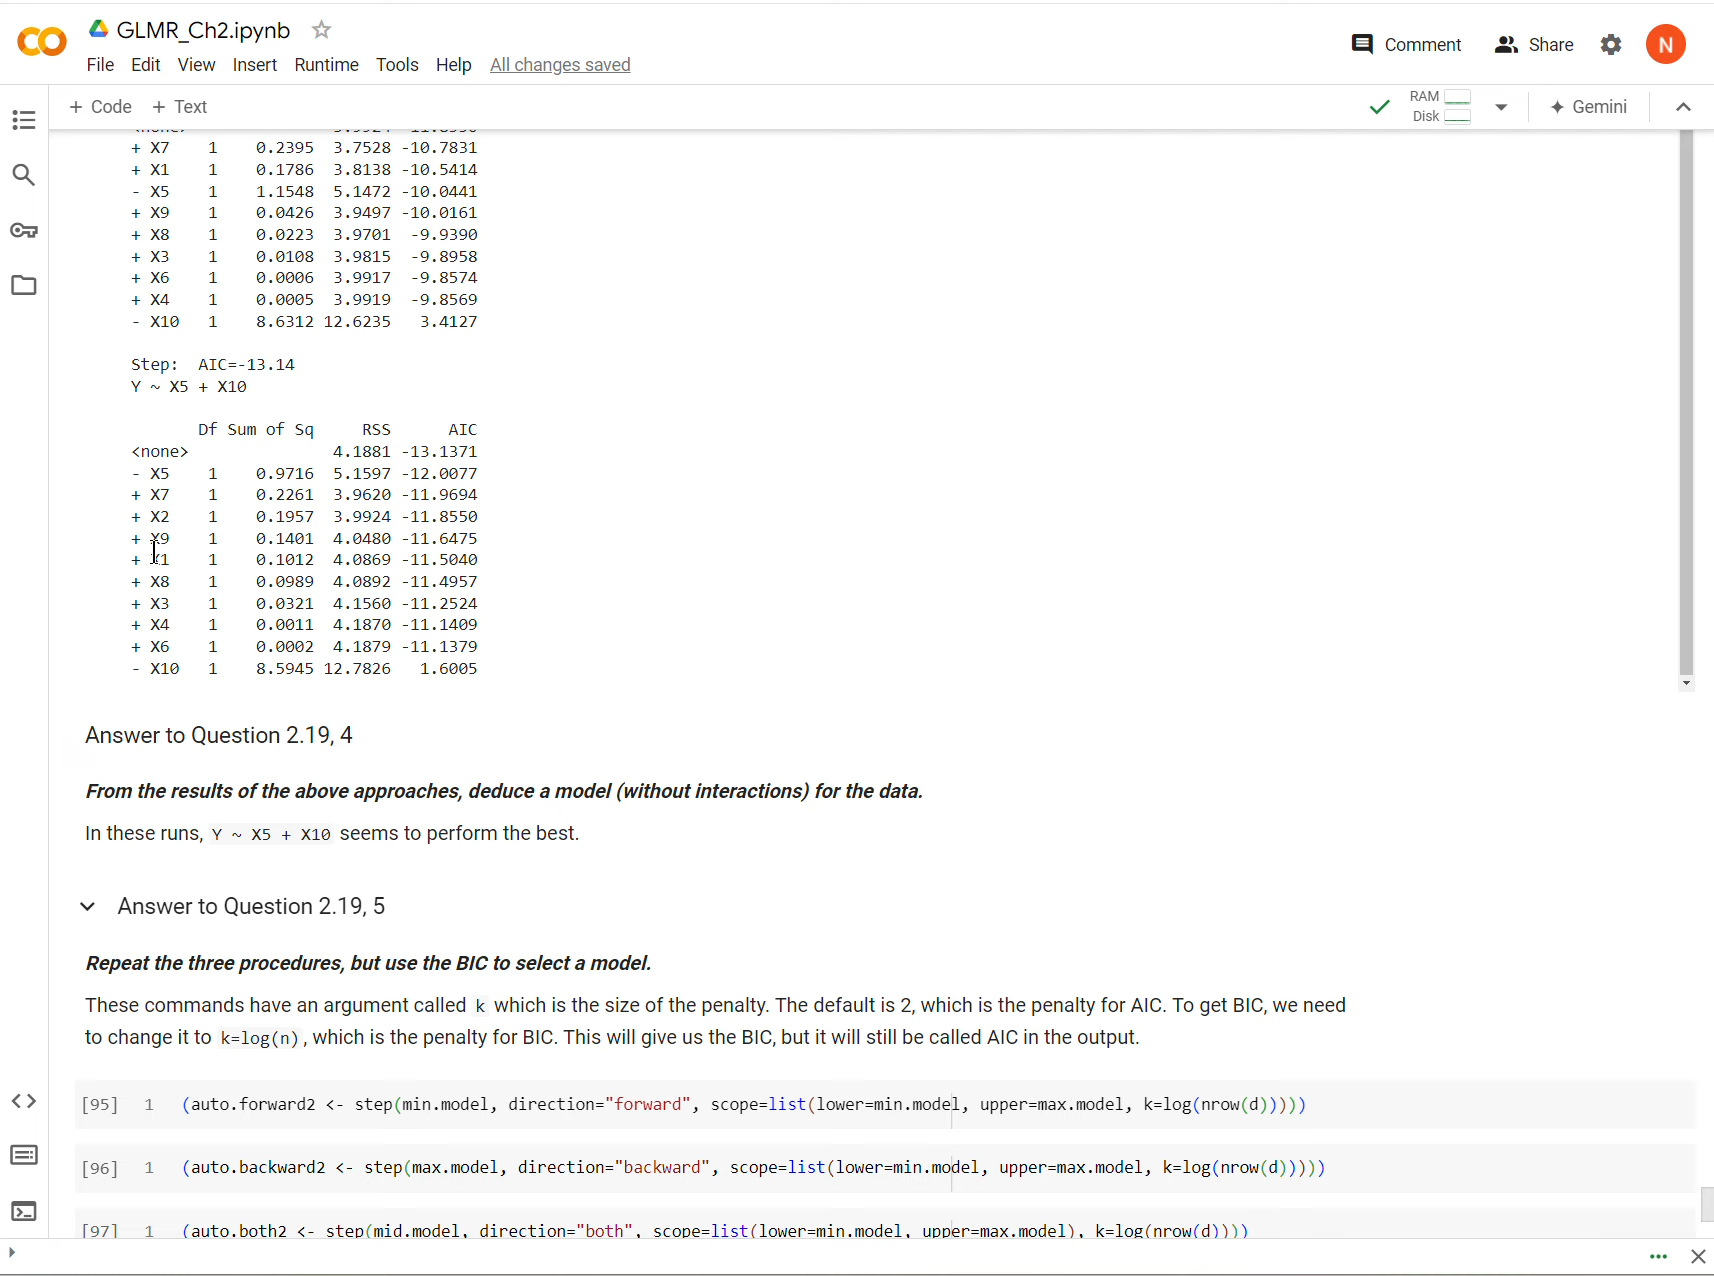 GLMR_Ch2.ipynb
File Edit View Insert Runtime Tools Help All changes saved
Comment Share N
+ Code + Text
RAM
Disk
Gemini
+ X7 1 0.2395 3.7528 -10.7831
+ X1 1 0.1786 3.8138 -10.5414
- X5 1 1.1548 5.1472 -10.0441
+ X9 1 0.0426 3.9497 -10.0161
+ X8 1 0.0223 3.9701 -9.9390
+ X3 1 0.0108 3.9815 -9.8958
+ X6 1 0.0006 3.9917 -9.8574
+ X4 1 0.0005 3.9919 -9.8569
- X10 1 8.6312 12.6235 3.4127
Step: AIC=-13.14
Y ~ X5 + X10
Df Sum of Sq RSS AIC
<none> 4.1881 -13.1371
- X5 1 0.9716 5.1597 -12.0077
+ X7 1 0.2261 3.9620 -11.9694
+ X2 1 0.1957 3.9924 -11.8550
+ X9 1 0.1401 4.0480 -11.6475
+ X1 1 0.1012 4.0869 -11.5040
+ X8 1 0.0989 4.0892 -11.4957
+ X3 1 0.0321 4.1560 -11.2524
+ X4 1 0.0011 4.1870 -11.1409
+ X6 1 0.0002 4.1879 -11.1379
- X10 1 8.5945 12.7826 1.6005
Answer to Question 2.19, 4
From the results of the above approaches, deduce a model (without interactions) for the data.
In these runs, Y ~ X5 + X10 seems to perform the best.
Answer to Question 2.19, 5
Repeat the three procedures, but use the BIC to select a model.
These commands have an argument called k which is the size of the penalty. The default is 2, which is the penalty for AIC. To get BIC, we need
to change it to k=log(n), which is the penalty for BIC. This will give us the BIC, but it will still be called AIC in the output.
[95] 1 (auto.forward2 <- step(min.model, direction="forward", scope=list(lower=min.model, upper=max.model, k=log(nrow(d)))))
[96] 1 (auto.backward2 <- step(max.model, direction="backward", scope=list(lower=min.model, upper=max.model, k=log(nrow(d)))))
[97] 1 (auto.both2 <- step(mid.model, direction="both", scope=list(lower=min.model, upper=max.model), k=log(nrow(d))))